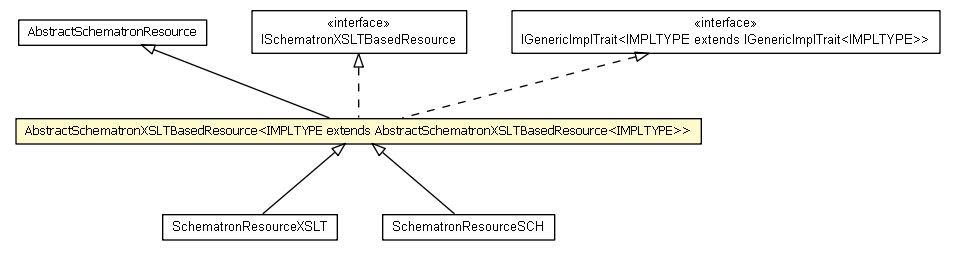 AbstractSchematronResource
«interface»
ISchematronXSLTBasedResource
«interface»
IGenericImplTrait<IMPLTYPE extends IGenericImplTrait<IMPLTYPE>>
AbstractSchematronXSLTBasedResource<IMPLTYPE extends AbstractSchematronXSLTBasedResource<IMPLTYPE>>
SchematronResourceXSLT
SchematronResourceSCH